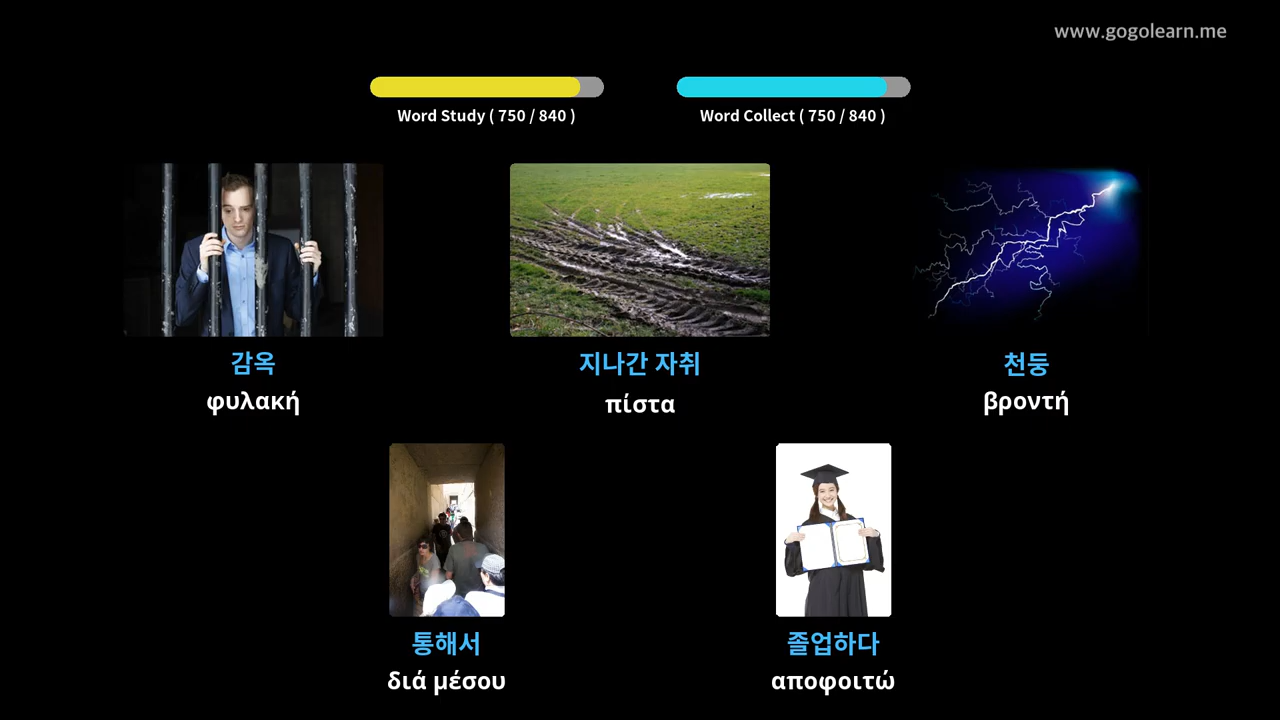 www.gogolearn.me
Word Study ( 750 / 840 )
Word Collect ( 750 / 840 )
감옥
φυλακή
지나간 자취
πίστα
천둥
βροντή
통해서
διά μέσου
졸업하다
αποφοιτώ